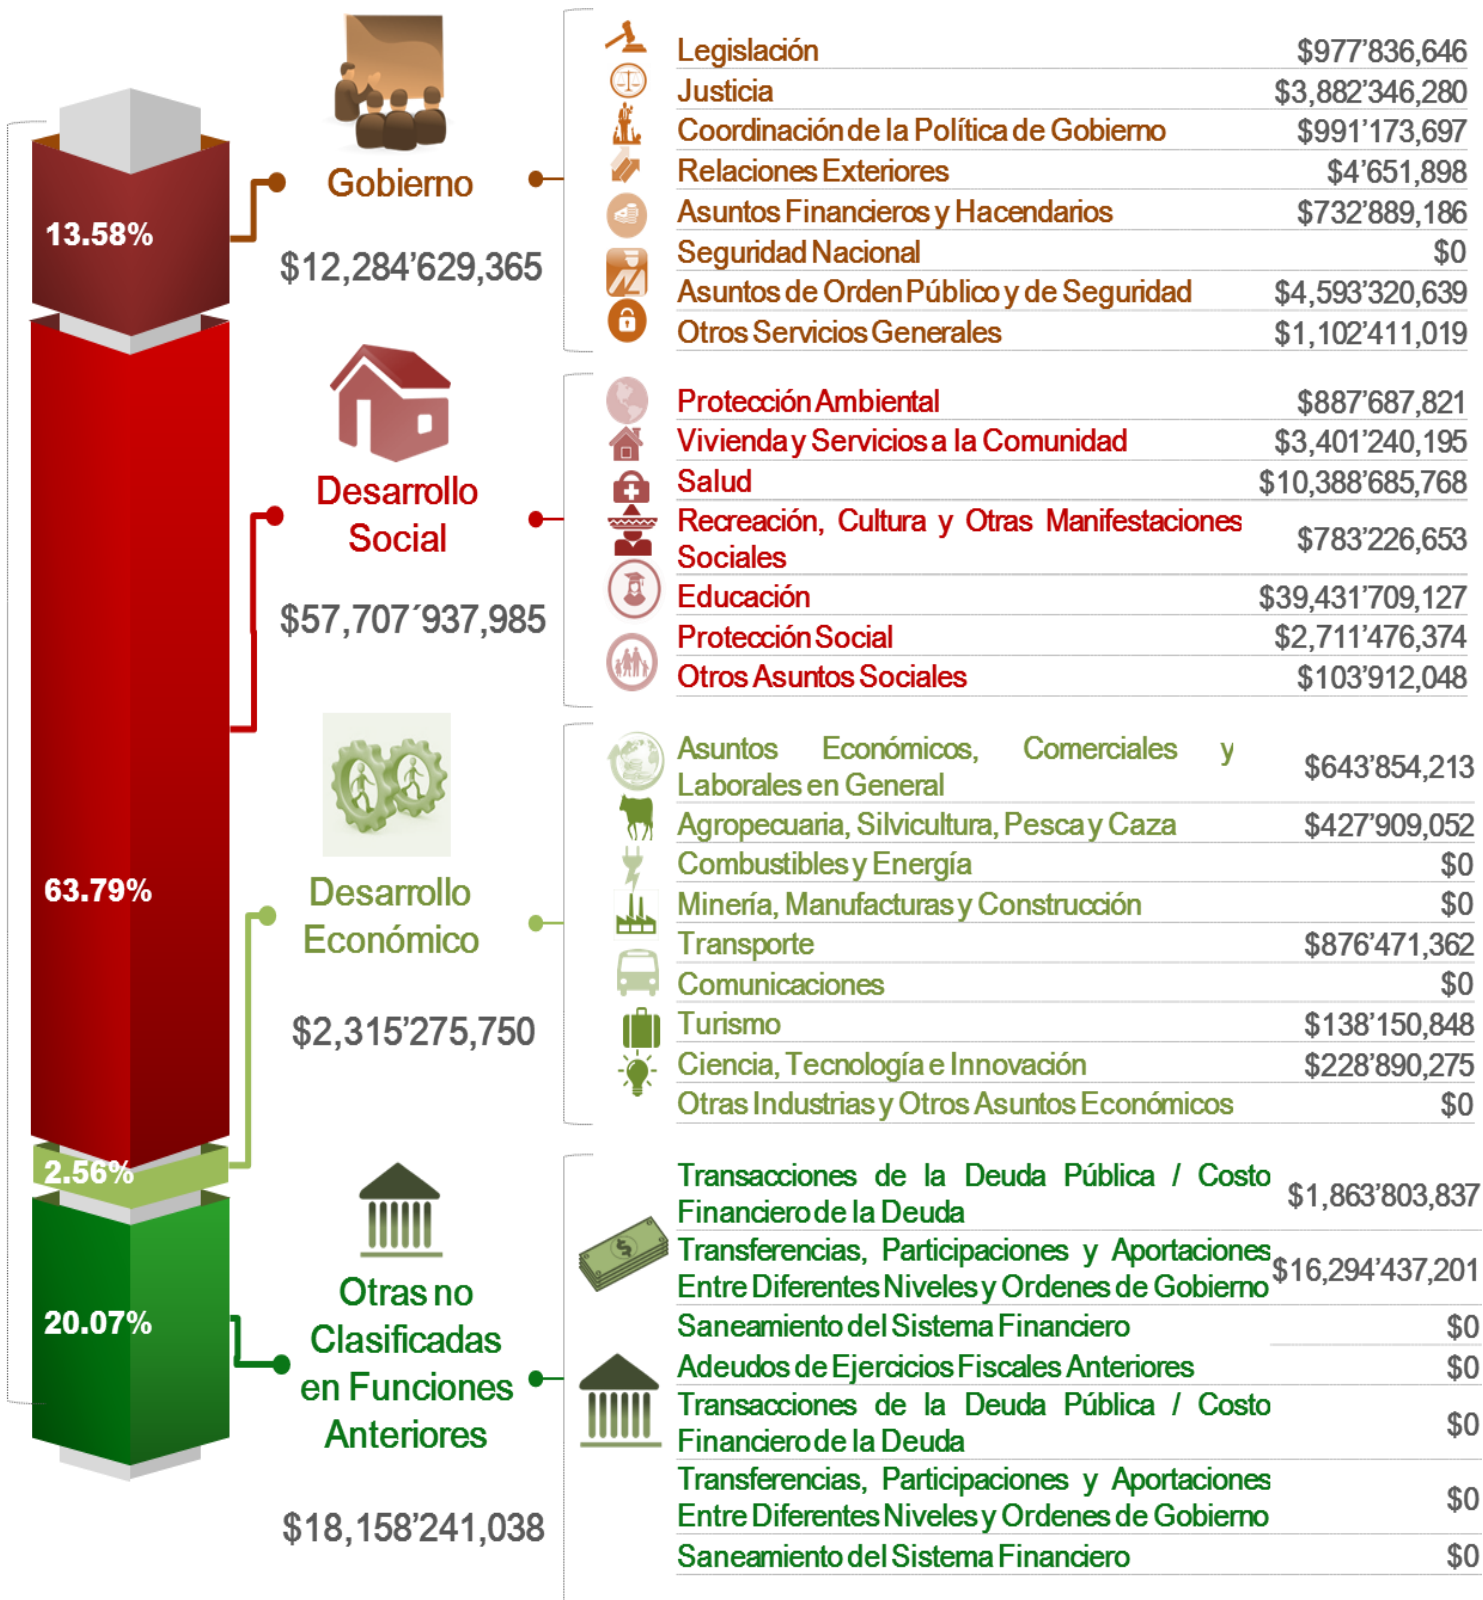 13.58%
63.79%
2.56%
20.07%
Gobierno
$12,284’629,365
Legislación $977’836,646
Justicia $3,882’346,280
Coordinación de la Política de Gobierno $991’173,697
Relaciones Exteriores $4’651,898
Asuntos Financieros y Hacendarios $732’889,186
Seguridad Nacional $0
Asuntos de Orden Público y de Seguridad $4,593’320,639
Otros Servicios Generales $1,102’411,019
Desarrollo
Social
$57,707´937,985
Protección Ambiental $887’687,821
Vivienda y Servicios a la Comunidad $3,401’240,195
Salud $10,388’685,768
Recreación, Cultura y Otras Manifestaciones
Sociales $783’226,653
Educación $39,431’709,127
Protección Social $2,711’476,374
Otros Asuntos Sociales $103’912,048
Desarrollo
Económico
$2,315’275,750
Asuntos Económicos, Comerciales y
Laborales en General $643’854,213
Agropecuaria, Silvicultura, Pesca y Caza $427’909,052
Combustibles y Energía $0
Minería, Manufacturas y Construcción $0
Transporte $876’471,362
Comunicaciones $0
Turismo $138’150,848
Ciencia, Tecnología e Innovación $228’890,275
Otras Industrias y Otros Asuntos Económicos $0
Otras no
Clasificadas
en Funciones
Anteriores
$18,158’241,038
Transacciones de la Deuda Pública / Costo
Financiero de la Deuda $1,863’803,837
Transferencias, Participaciones y Aportaciones
Entre Diferentes Niveles y Ordenes de Gobierno $16,294’437,201
Saneamiento del Sistema Financiero $0
Adeudos de Ejercicios Fiscales Anteriores $0
Transacciones de la Deuda Pública / Costo
Financiero de la Deuda $0
Transferencias, Participaciones y Aportaciones
Entre Diferentes Niveles y Ordenes de Gobierno $0
Saneamiento del Sistema Financiero $0